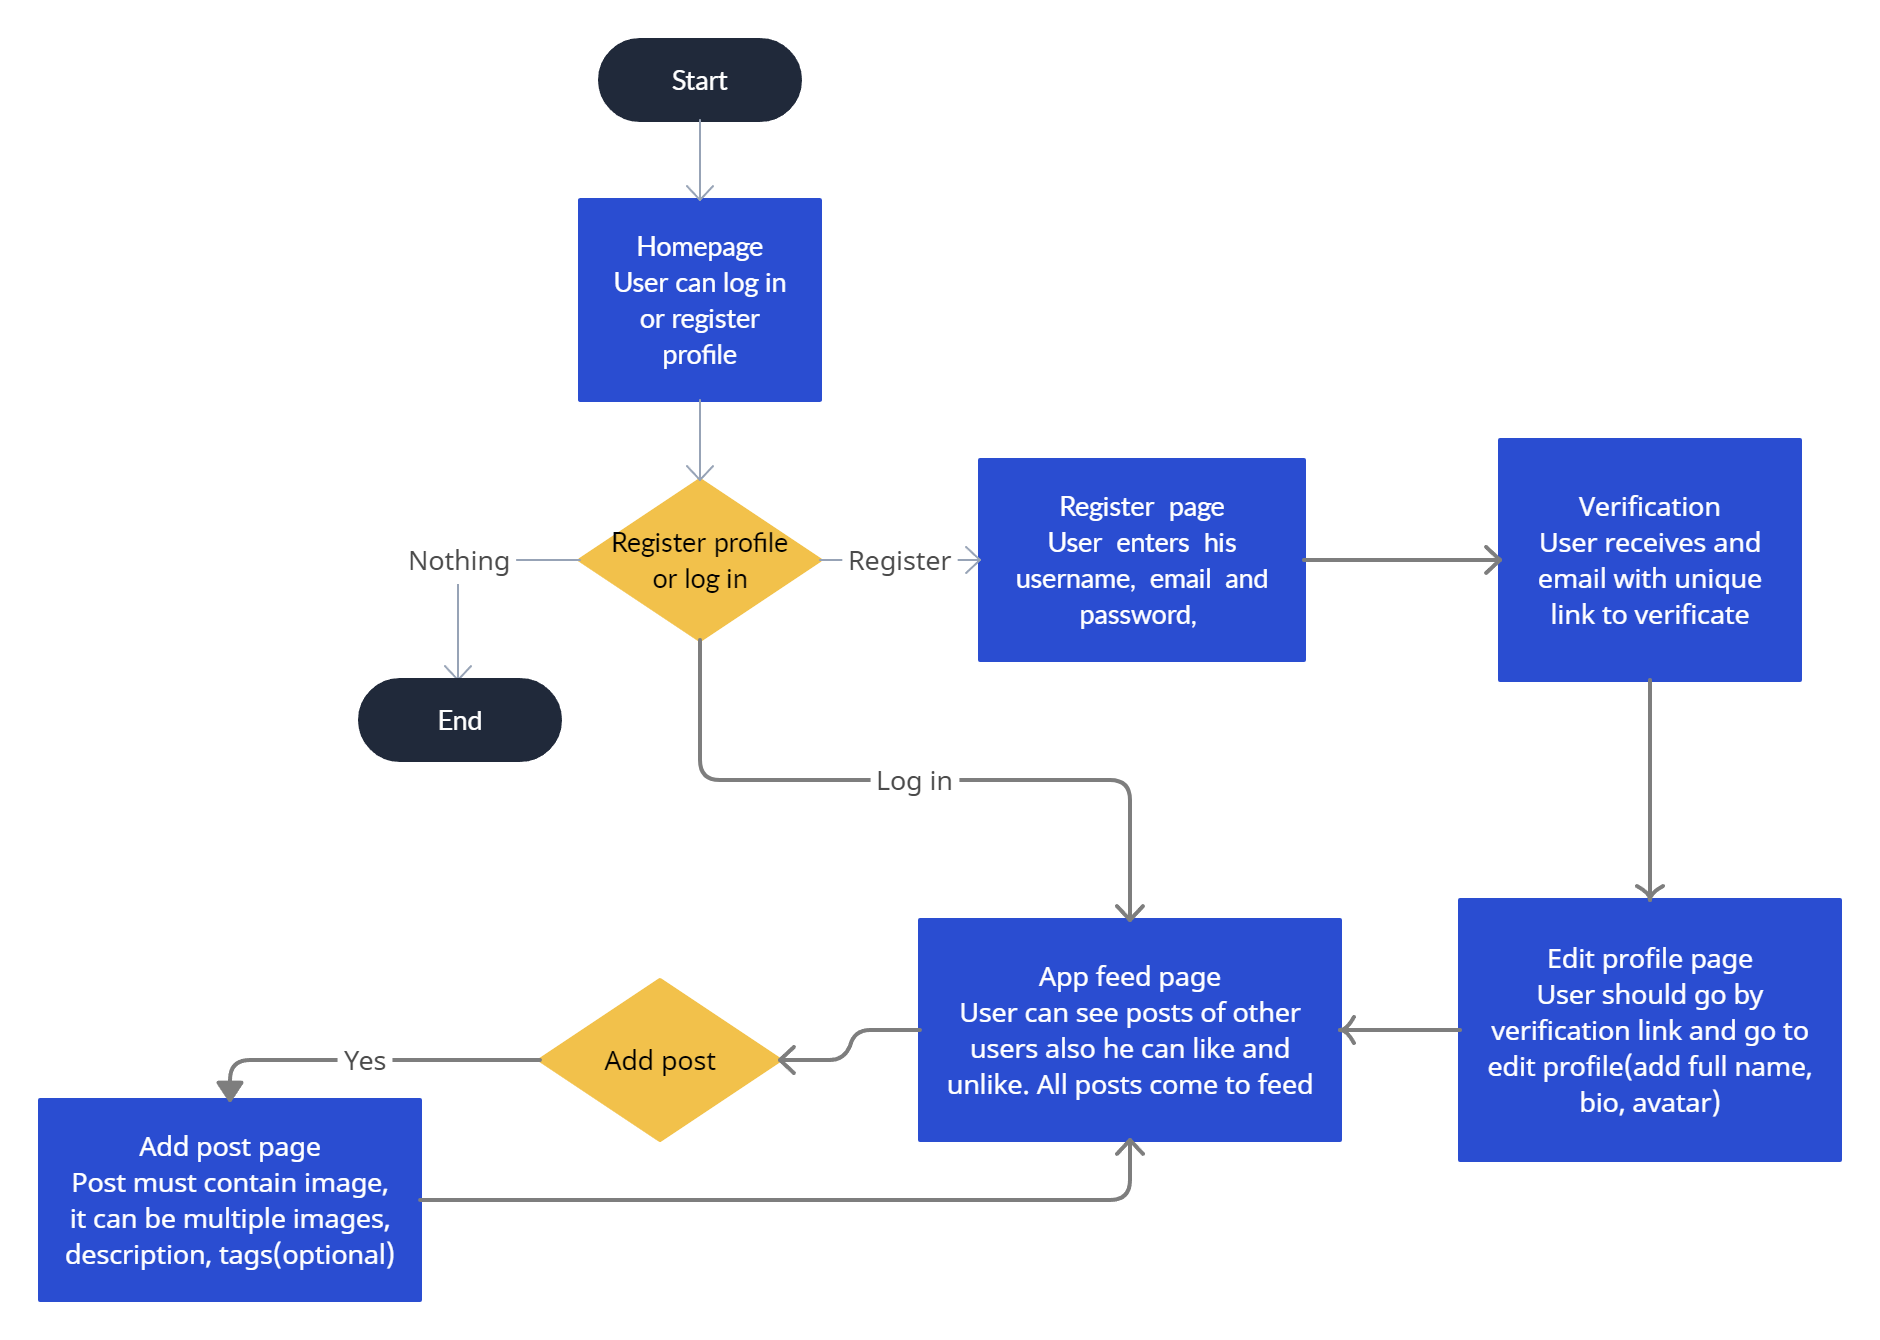 Start
Homepage
User can log in
or register
profile
Register profile
or log in
Nothing
Register
Register page
User enters his
username, email and
password,
Verification
User receives and
email with unique
link to verificate
End
Log in
App feed page
User can see posts of other
users also he can like and
unlike. All posts come to feed
Edit profile page
User should go by
verification link and go to
edit profile(add full name,
bio, avatar)
Add post
Yes
Add post page
Post must contain image,
it can be multiple images,
description, tags(optional)